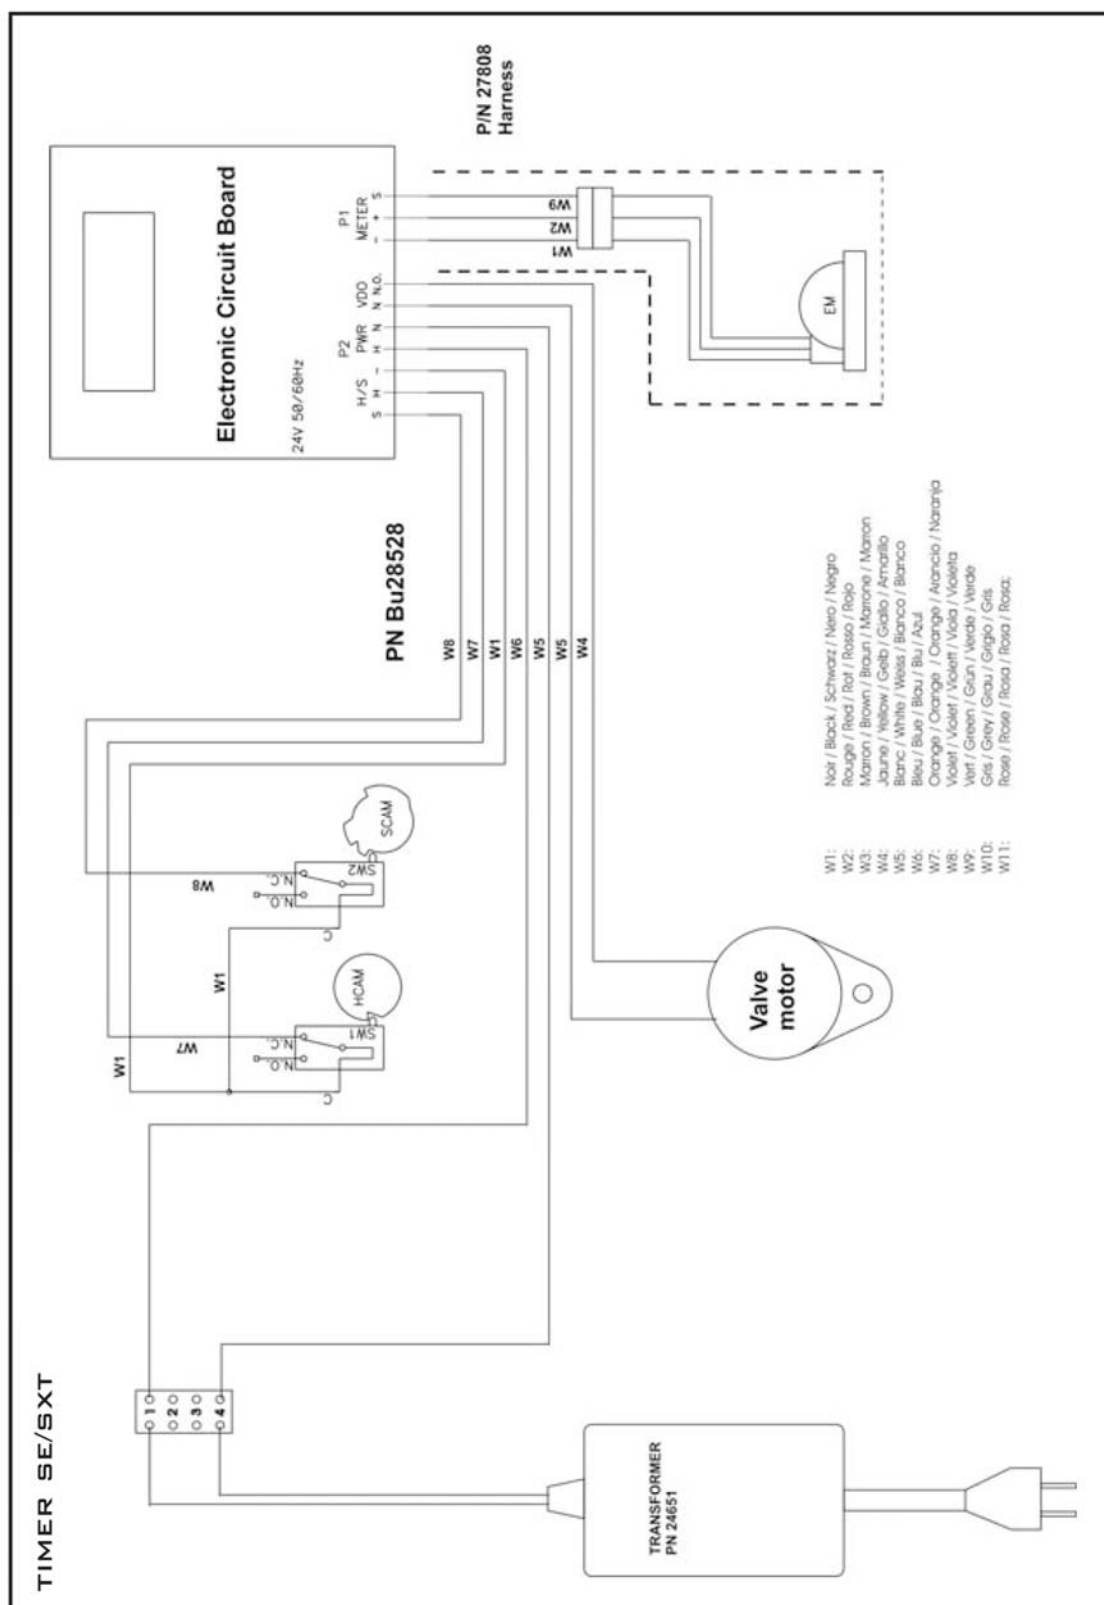 TIMER SE/SXT
Electronic Circuit Board
24V 50/60Hz
H/S
P2
PWR
VDO
P1
METER
S
H
-
H
N
N
N.O.
-
+
S
P/N 27808
Harness
PN Bu28528
W8
W7
W1
W6
W5
W5
W4
W1
W2
W9
EM
SCAM
SW2
N.C.
N.O.
C
W8
W1
HCAM
SW1
N.C.
N.O.
C
W7
W1
1
2
3
4
TRANSFORMER
PN 24651
Valve
motor
W1: Noir / Black / Schwarz / Nero / Negro
W2: Rouge / Red / Rot / Rosso / Rojo
W3: Marron / Brown / Braun / Marrone / Marron
W4: Jaune / Yellow / Gelb / Giallo / Amarillo
W5: Blanc / White / Weiss / Bianco / Blanco
W6: Bleu / Blue / Blau / Blu / Azul
W7: Orange / Orange / Orange / Arancio / Naranja
W8: Violet / Violet / Violett / Viola / Violeta
W9: Vert / Green / Grün / Verde / Verde
W10: Gris / Grey / Grau / Grigio / Gris
W11: Rose / Rose / Rosa / Rosa / Rosa;